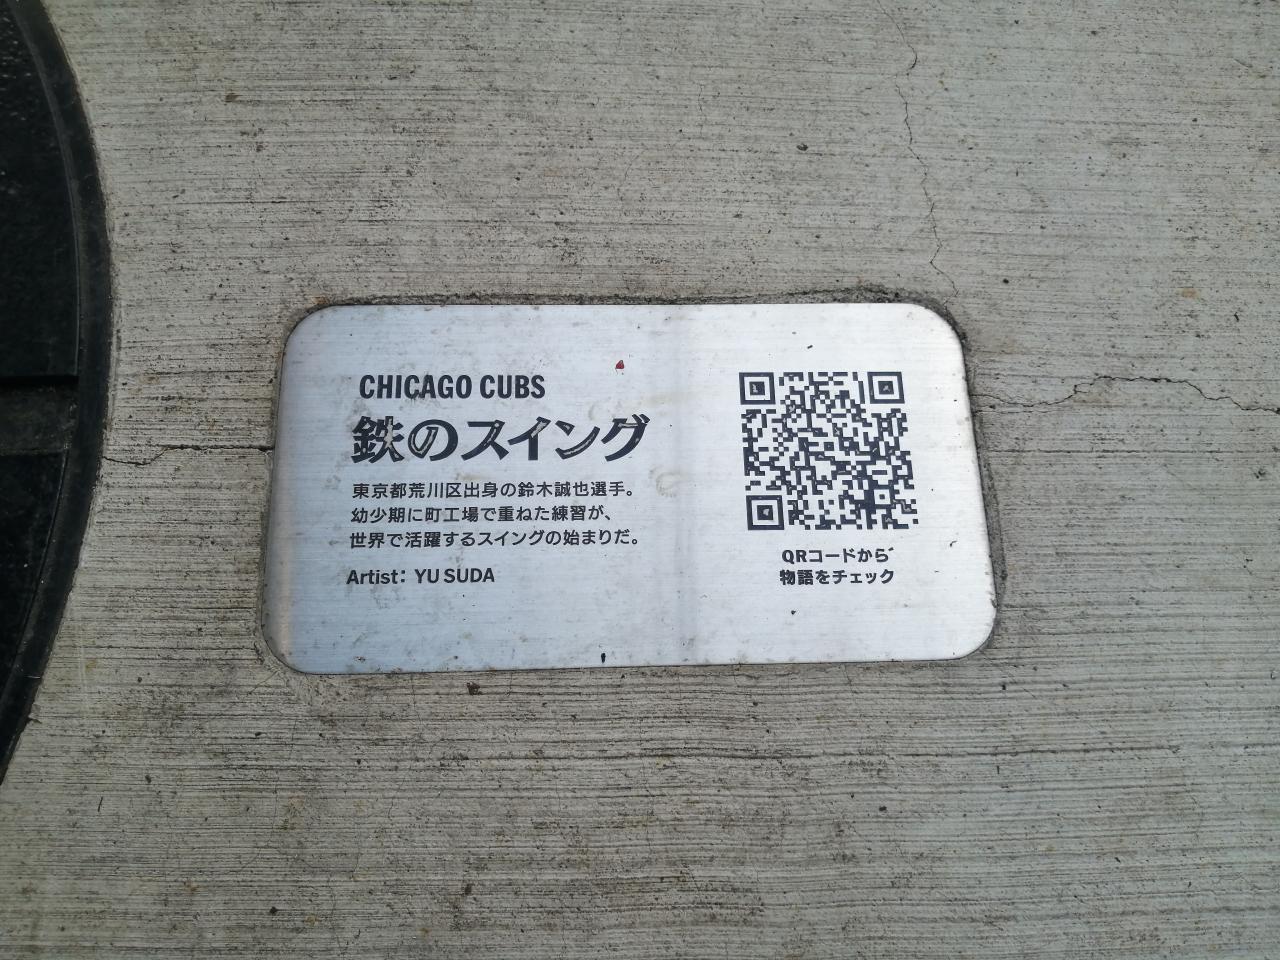 CHICAGO CUBS
鉄のスイング
東京都荒川区出身の鈴木誠也選手。
幼少期に町工場で重ねた練習が、
世界で活躍するスイングの始まりだ。
Artist: YU SUDA
QRコードから
物語をチェック